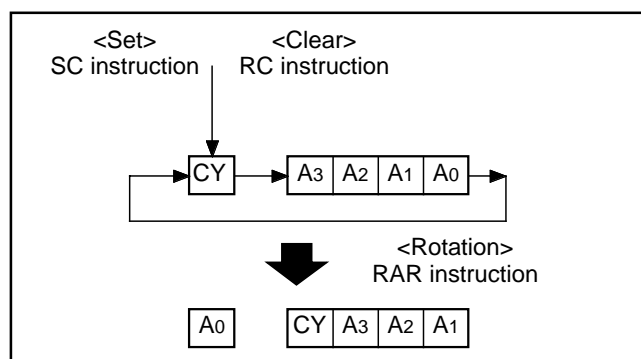 <Set> <Clear>
SC instruction RC instruction
CY A3 A2 A1 A0
<Rotation>
RAR instruction
A0 CY A3 A2 A1